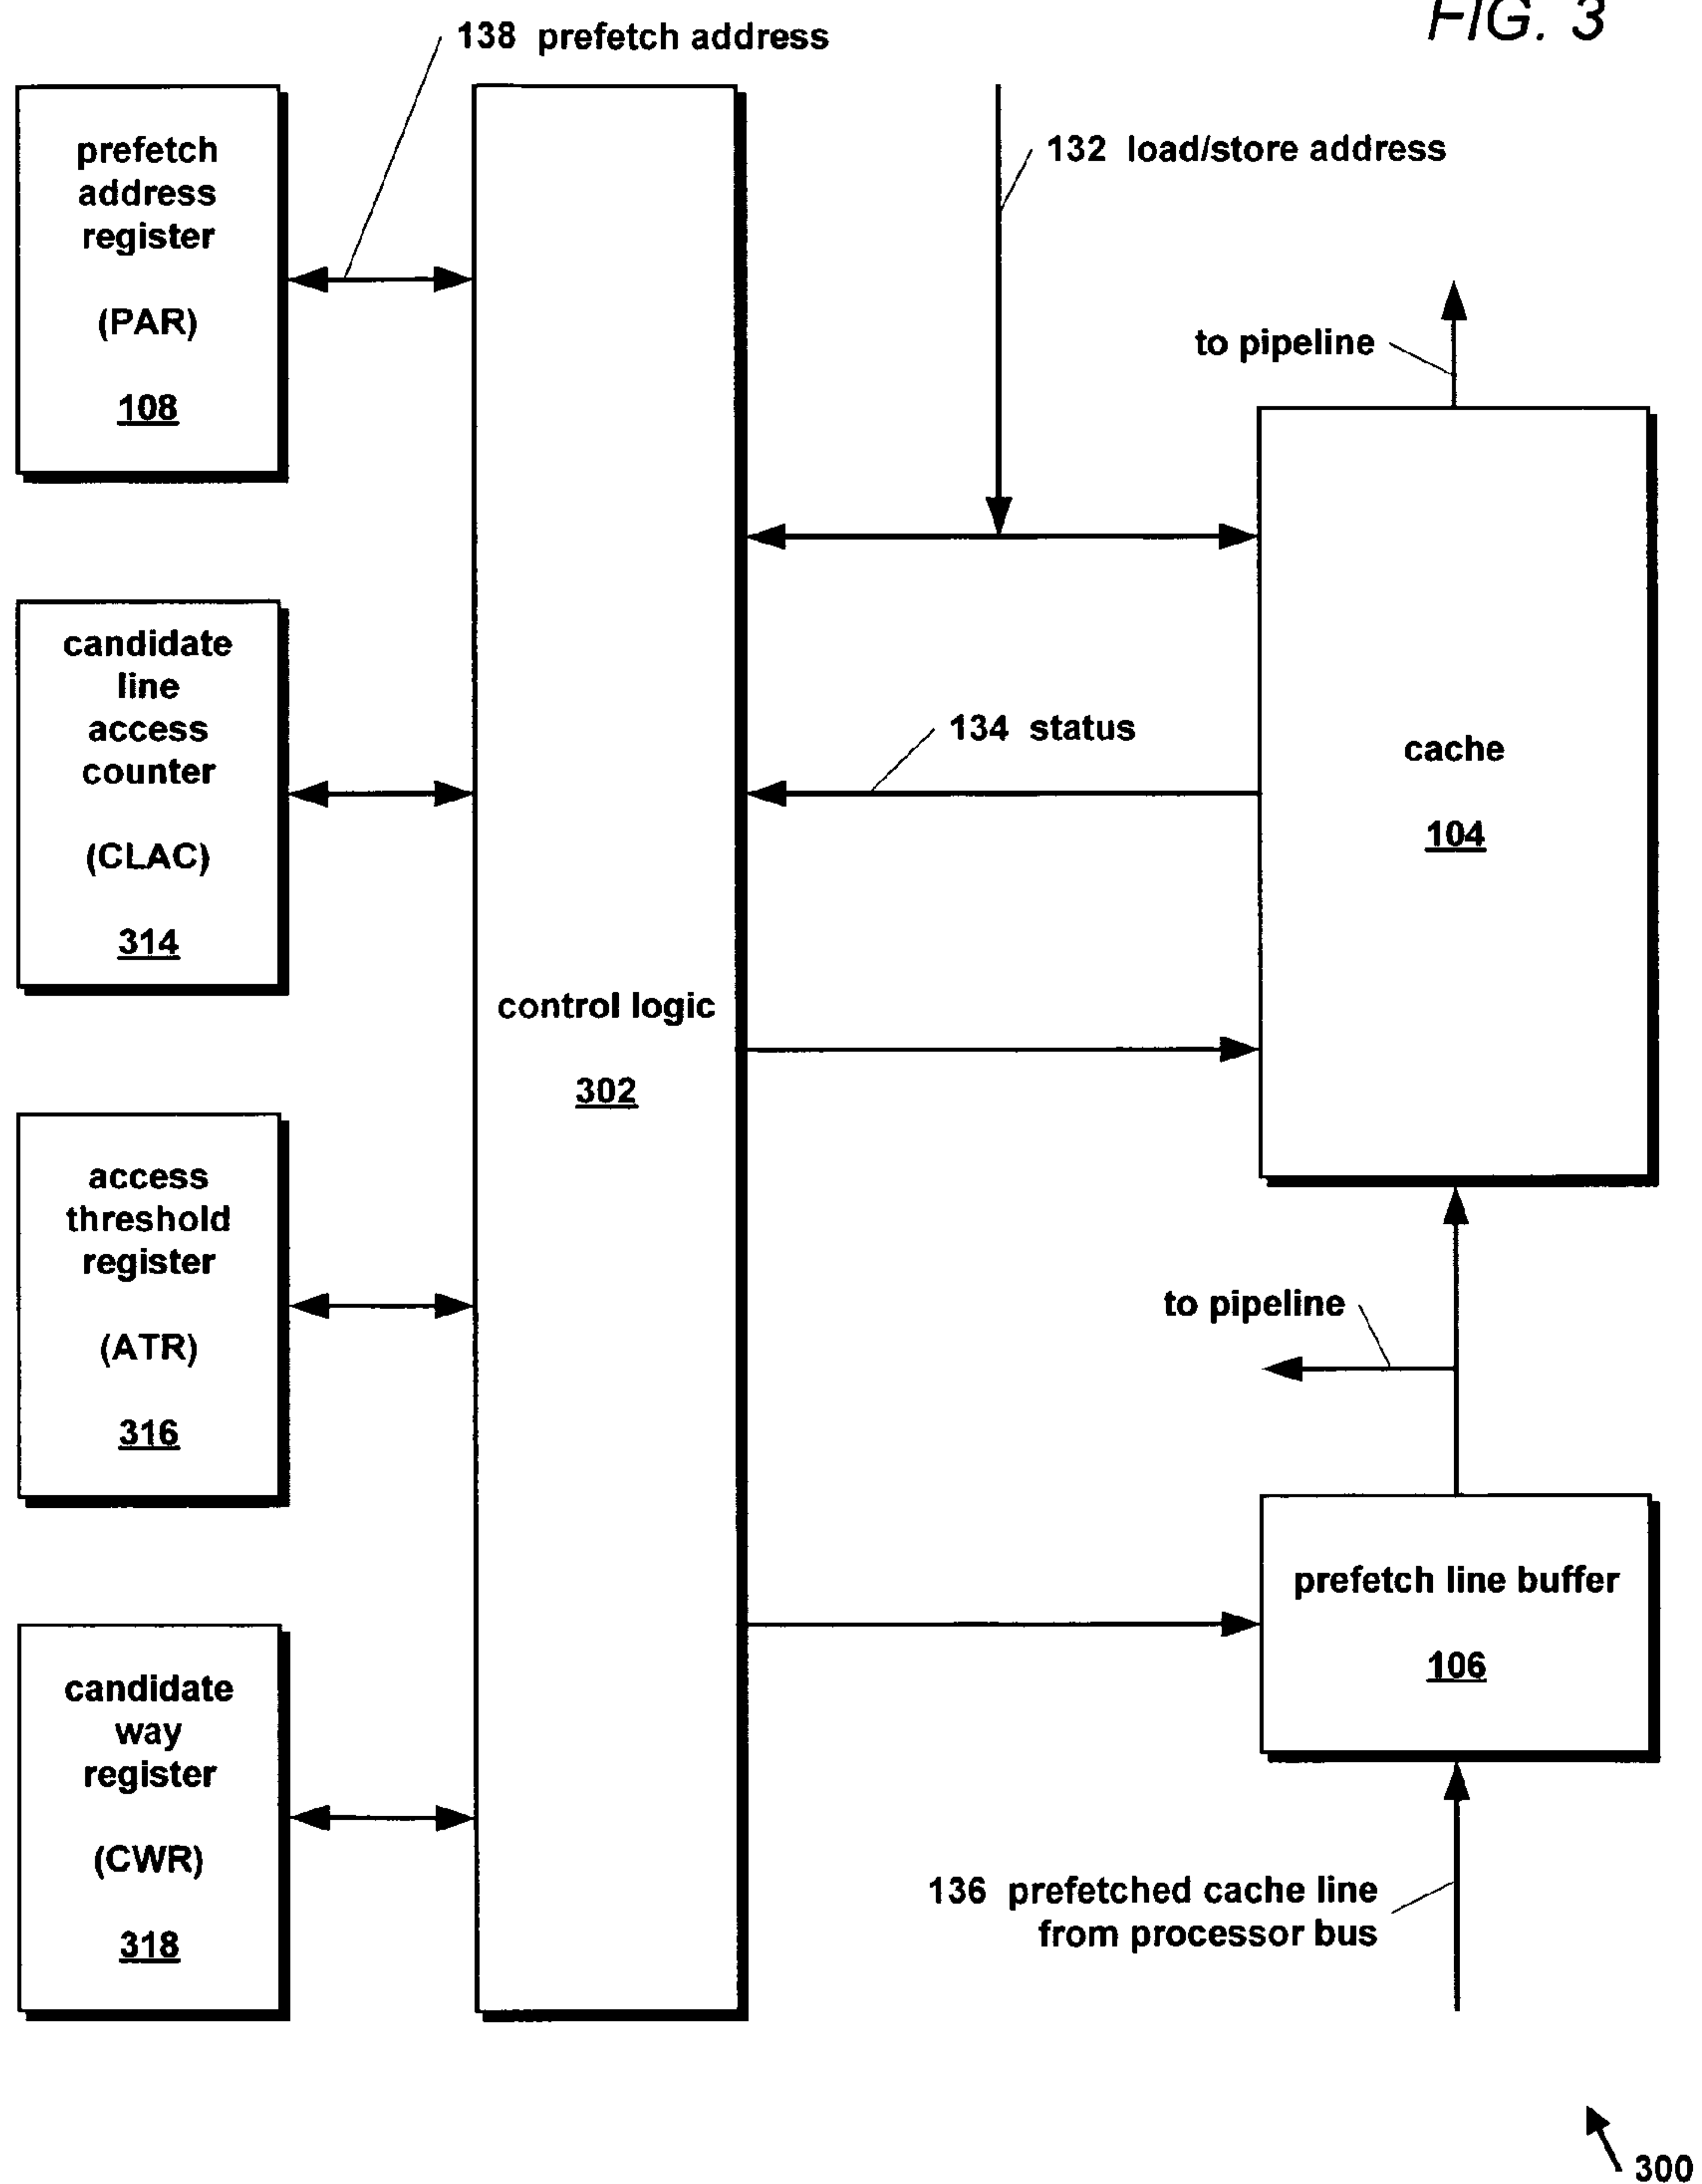 FIG. 3
138 prefetch address
prefetch
address
register
(PAR)
108
132 load/store address
to pipeline
candidate
line
access
counter
(CLAC)
314
134 status
cache
104
control logic
302
access
threshold
register
(ATR)
316
to pipeline
prefetch line buffer
106
candidate
way
register
(CWR)
318
136 prefetched cache line
from processor bus
300